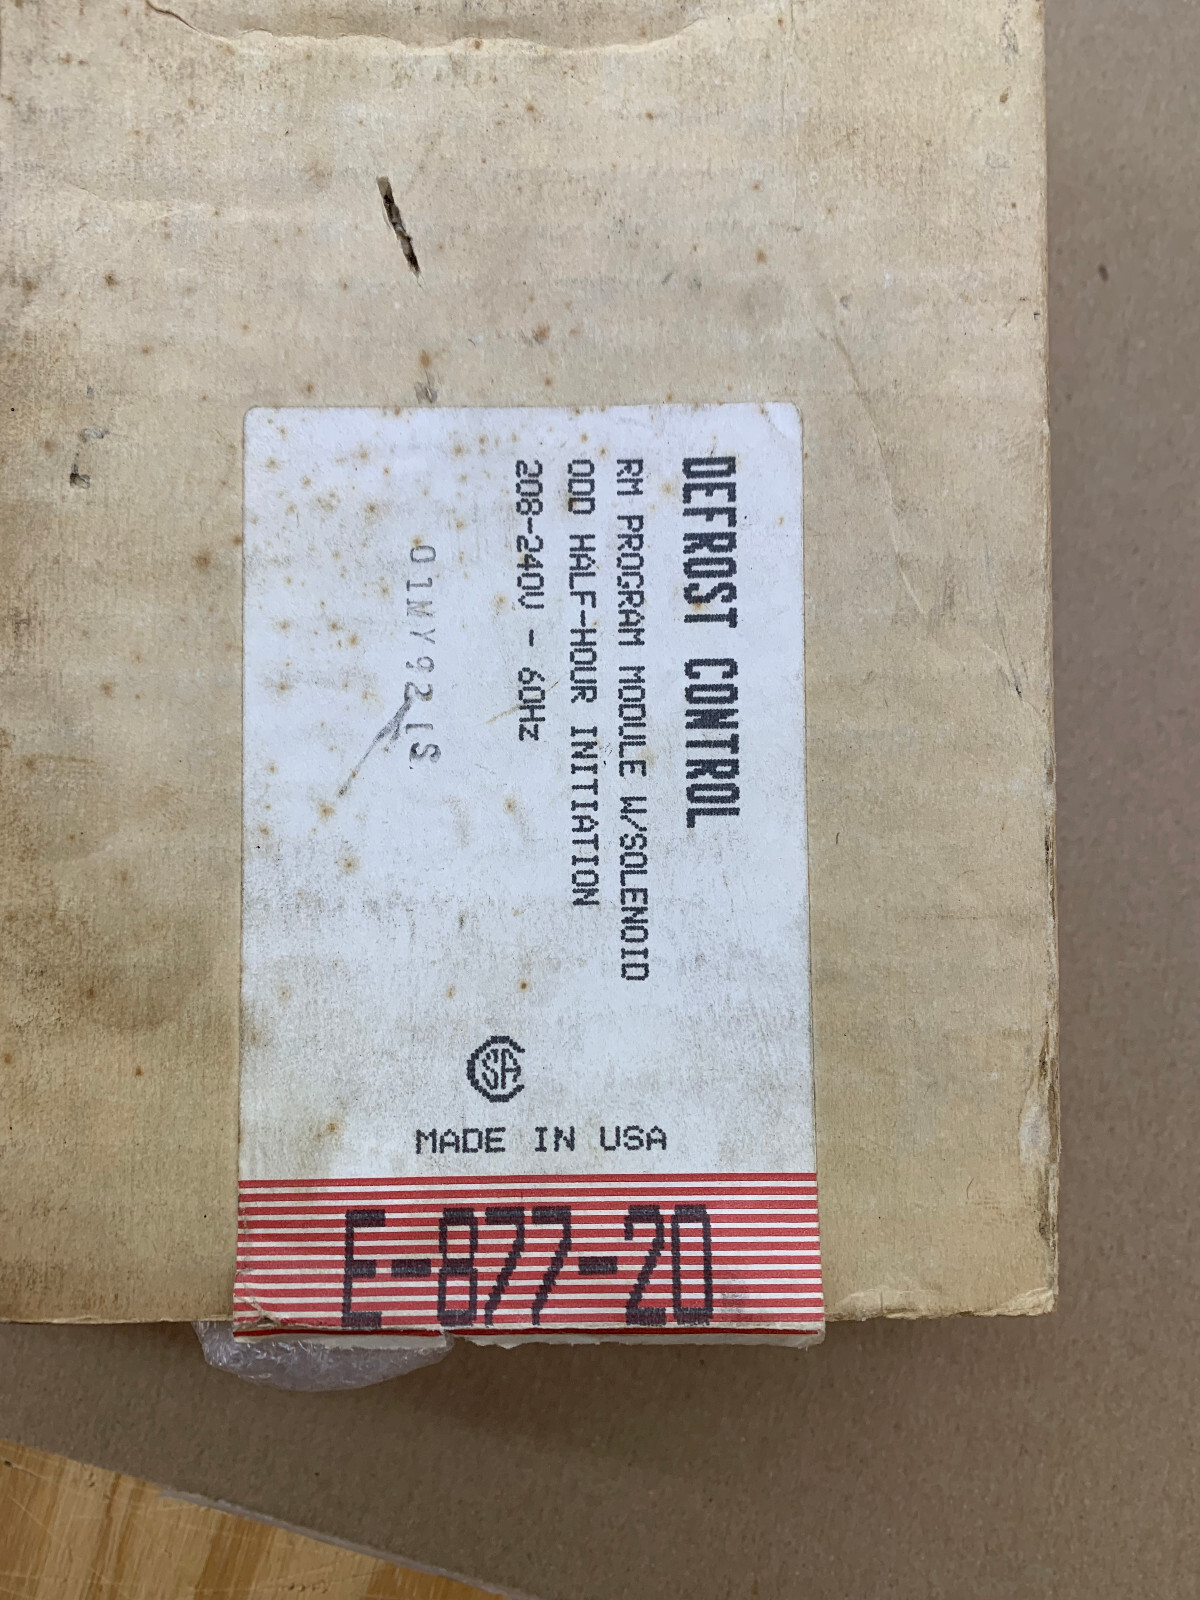 DEFROST CONTROL
RM PROGRAM MODULE W/SOLENOID
ODD HALF-HOUR INITIATION
208-240V - 60Hz
01MY92 IS
SA
MADE IN USA
E-877-20